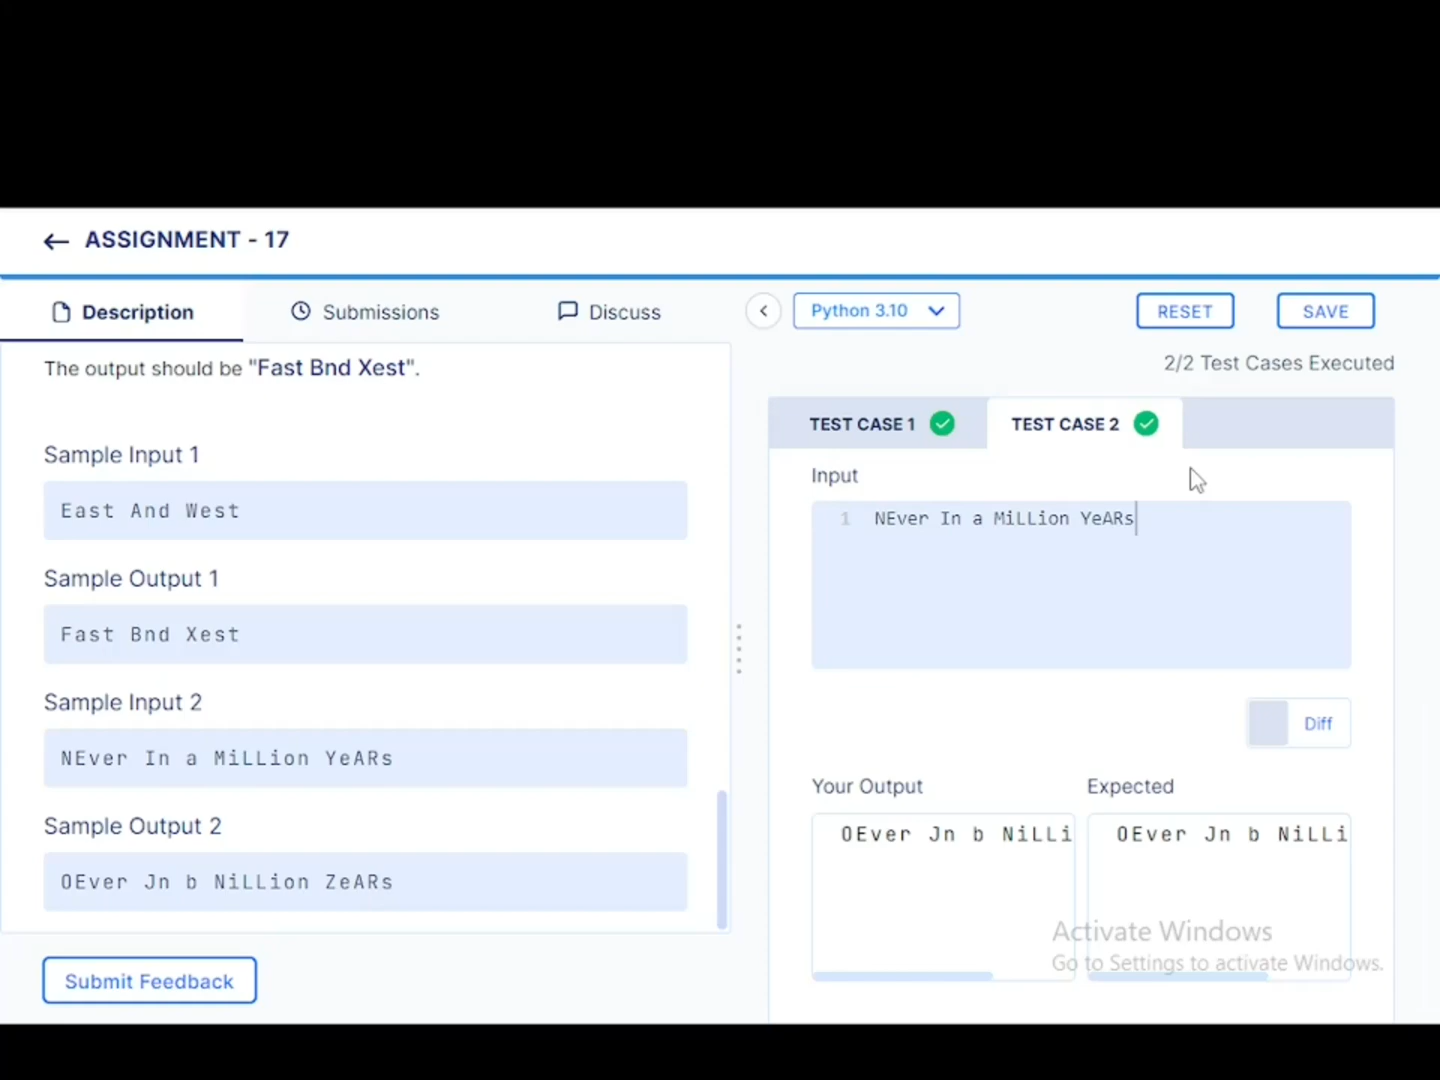 ASSIGNMENT - 17
Description
Submissions
Discuss
Python 3.10
RESET
SAVE
The output should be "Fast Bnd Xest".
Sample Input 1
East And West
Sample Output 1
Fast Bnd Xest
Sample Input 2
NEver In a MiLLion YeARs
Sample Output 2
OEver Jn b NiLLion ZeARs
Submit Feedback
2/2 Test Cases Executed
TEST CASE 1
TEST CASE 2
Input
1 NEver In a MiLLion YeARs
Diff
Your Output
Expected
OEver Jn b NiLLi
OEver Jn b NiLLi
Activate Windows
Go to Settings to activate Windows.